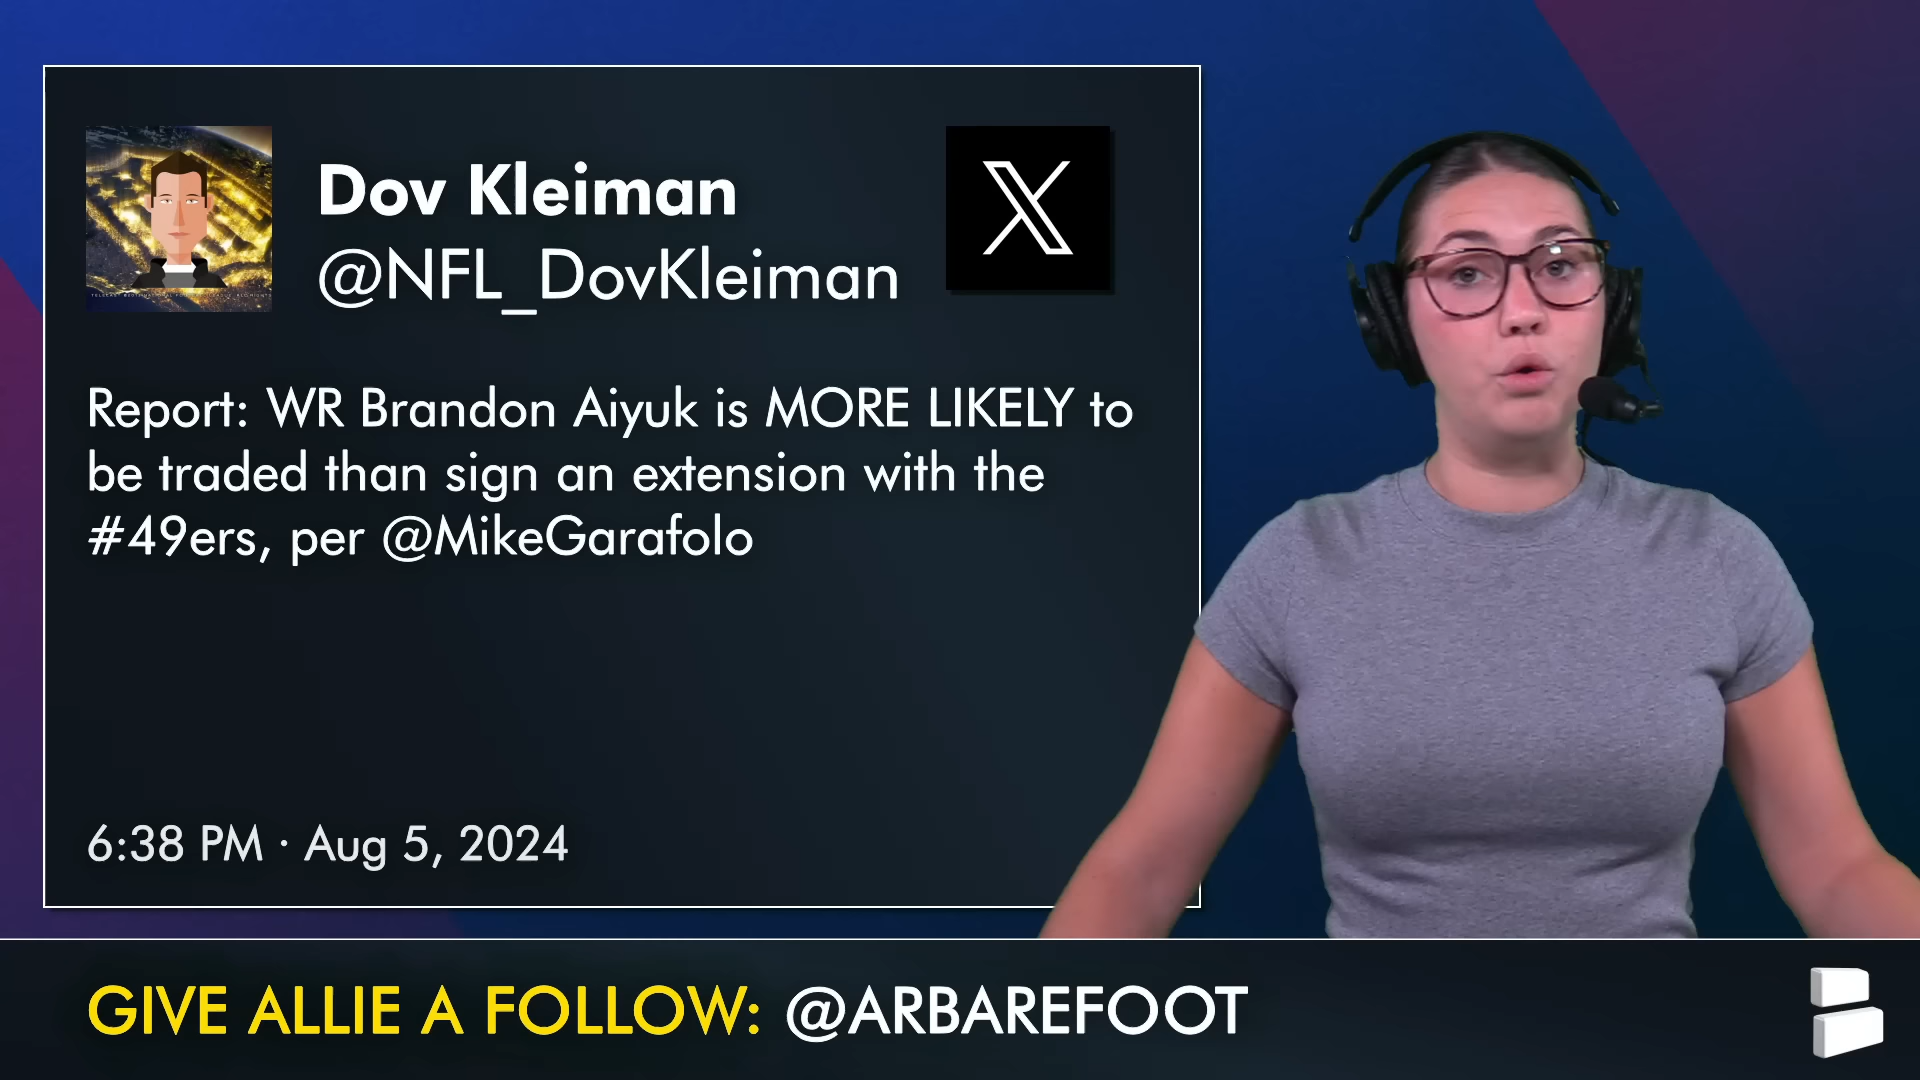 Dov Kleiman
@NFL_DovKleiman
Report: WR Brandon Aiyuk is MORE LIKELY to
be traded than sign an extension with the
#49ers, per @MikeGarafolo
6:38 PM · Aug 5, 2024
GIVE ALLIE A FOLLOW: @ARBAREFOOT